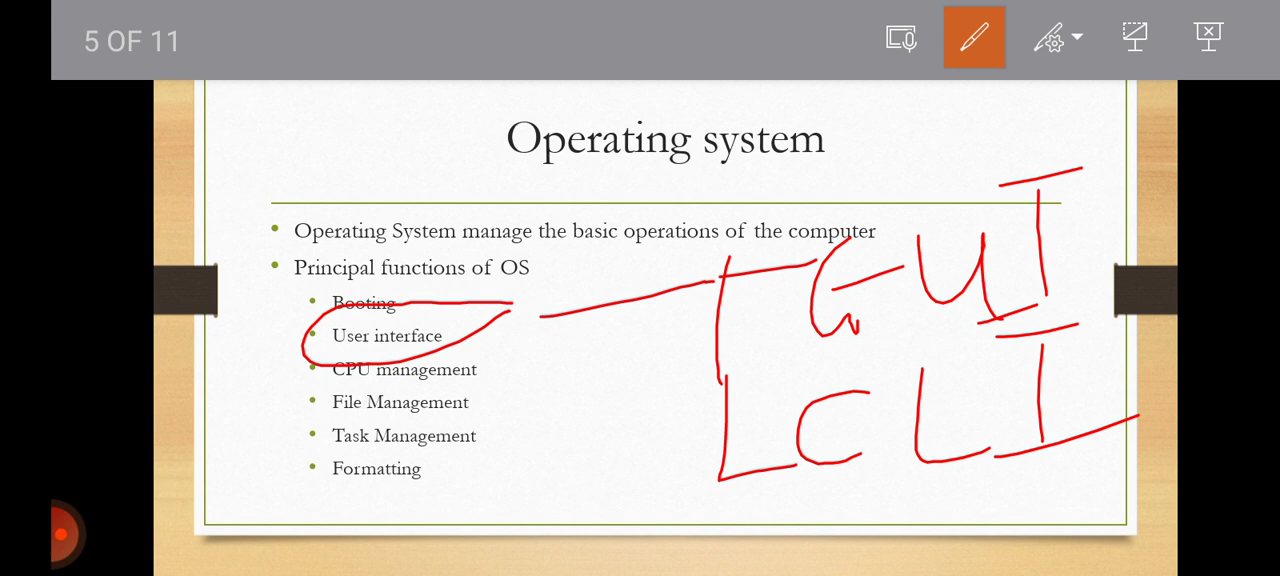 5 OF 11
Operating system
Operating System manage the basic operations of the computer
Principal functions of OS
Booting
User interface
CPU management
File Management
Task Management
Formatting
GUI
CLI